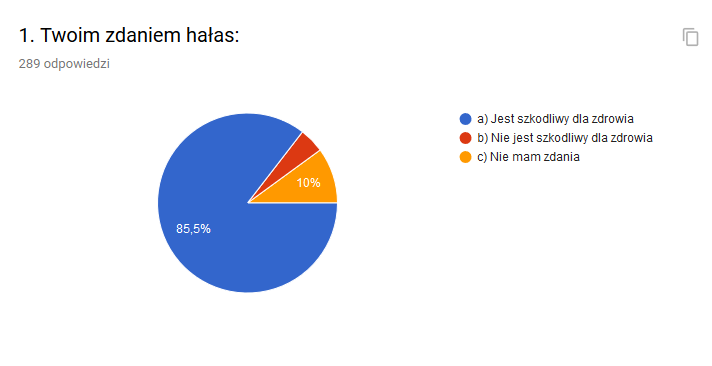 1. Twoim zdaniem hałas:
289 odpowiedzi
a) Jest szkodliwy dla zdrowia
b) Nie jest szkodliwy dla zdrowia
c) Nie mam zdania
10%
85,5%